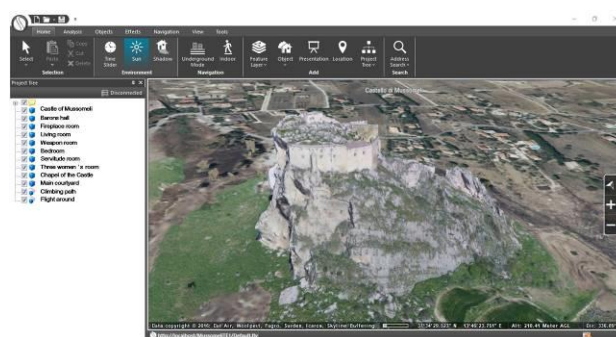 Home Analysis Objects Effects Navigation View Tools
Select Paste Copy Cut Delete Time Slider Sun Shadow Underground Mode Indoor Feature Layer Object Presentation Location Project Tree Address Search
Selection Environment Navigation Add Search
Project Tree
Disconnected
Castle of Mussomeli
Barons hall
Fireplace room
Living room
Weapon room
Bedroom
Servitude room
Three women 's room
Chapel of the Castle
Main courtyard
Climbing path
Flight around
Castello di Mussomeli
Data copyright © Earthstar